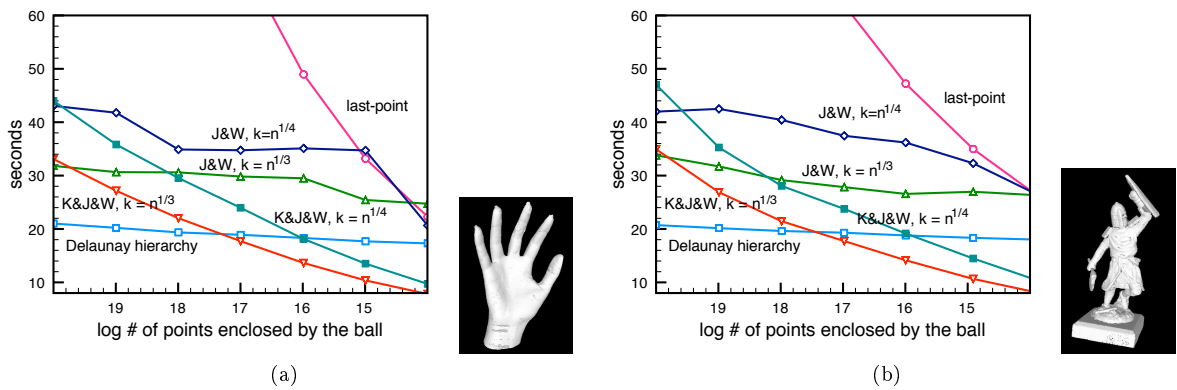 60
50
40
30
20
10
seconds
last-point
J&W, k=n^1/4
J&W, k = n^1/3
K&J&W, k = n^1/3
K&J&W, k = n^1/4
Delaunay hierarchy
19 18 17 16 15
log # of points enclosed by the ball
(a)
60
50
40
30
20
10
seconds
last-point
J&W, k=n^1/4
J&W, k = n^1/3
K&J&W, k = n^1/3
K&J&W, k = n^1/4
Delaunay hierarchy
19 18 17 16 15
log # of points enclosed by the ball
(b)